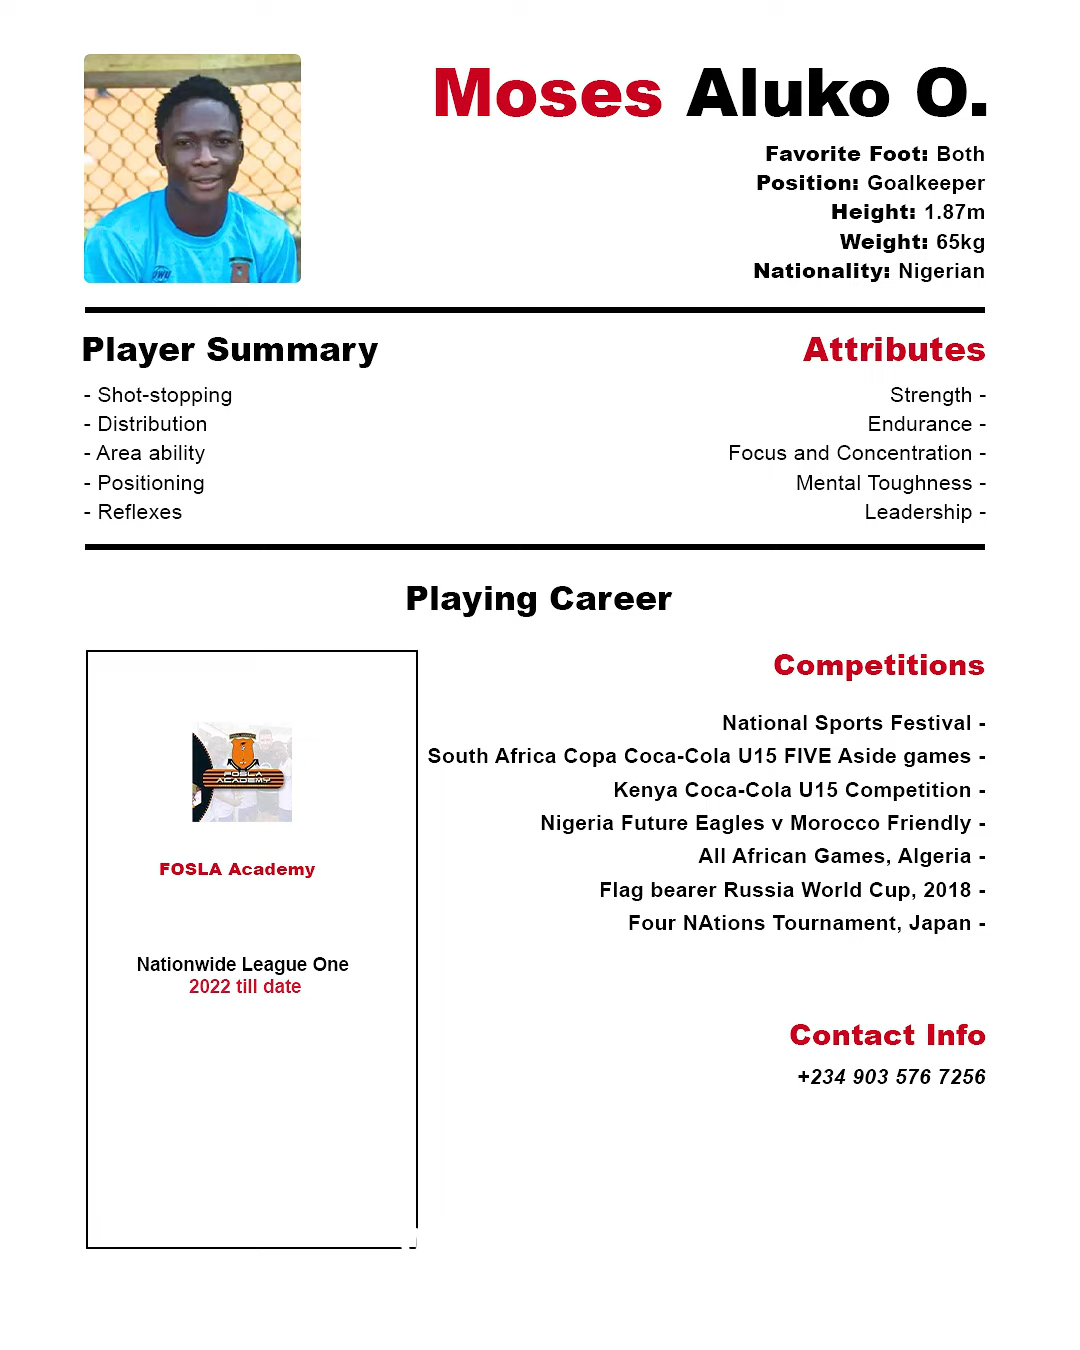 Moses Aluko O.
Favorite Foot: Both
Position: Goalkeeper
Height: 1.87m
Weight: 65kg
Nationality: Nigerian
Player Summary
- Shot-stopping
- Distribution
- Area ability
- Positioning
- Reflexes
Attributes
Strength -
Endurance -
Focus and Concentration -
Mental Toughness -
Leadership -
Playing Career
FOSLA
ACADEMY
FOSLA Academy
Nationwide League One
2022 till date
Competitions
National Sports Festival -
South Africa Copa Coca-Cola U15 FIVE Aside games -
Kenya Coca-Cola U15 Competition -
Nigeria Future Eagles v Morocco Friendly -
All African Games, Algeria -
Flag bearer Russia World Cup, 2018 -
Four NAtions Tournament, Japan -
Contact Info
+234 903 576 7256